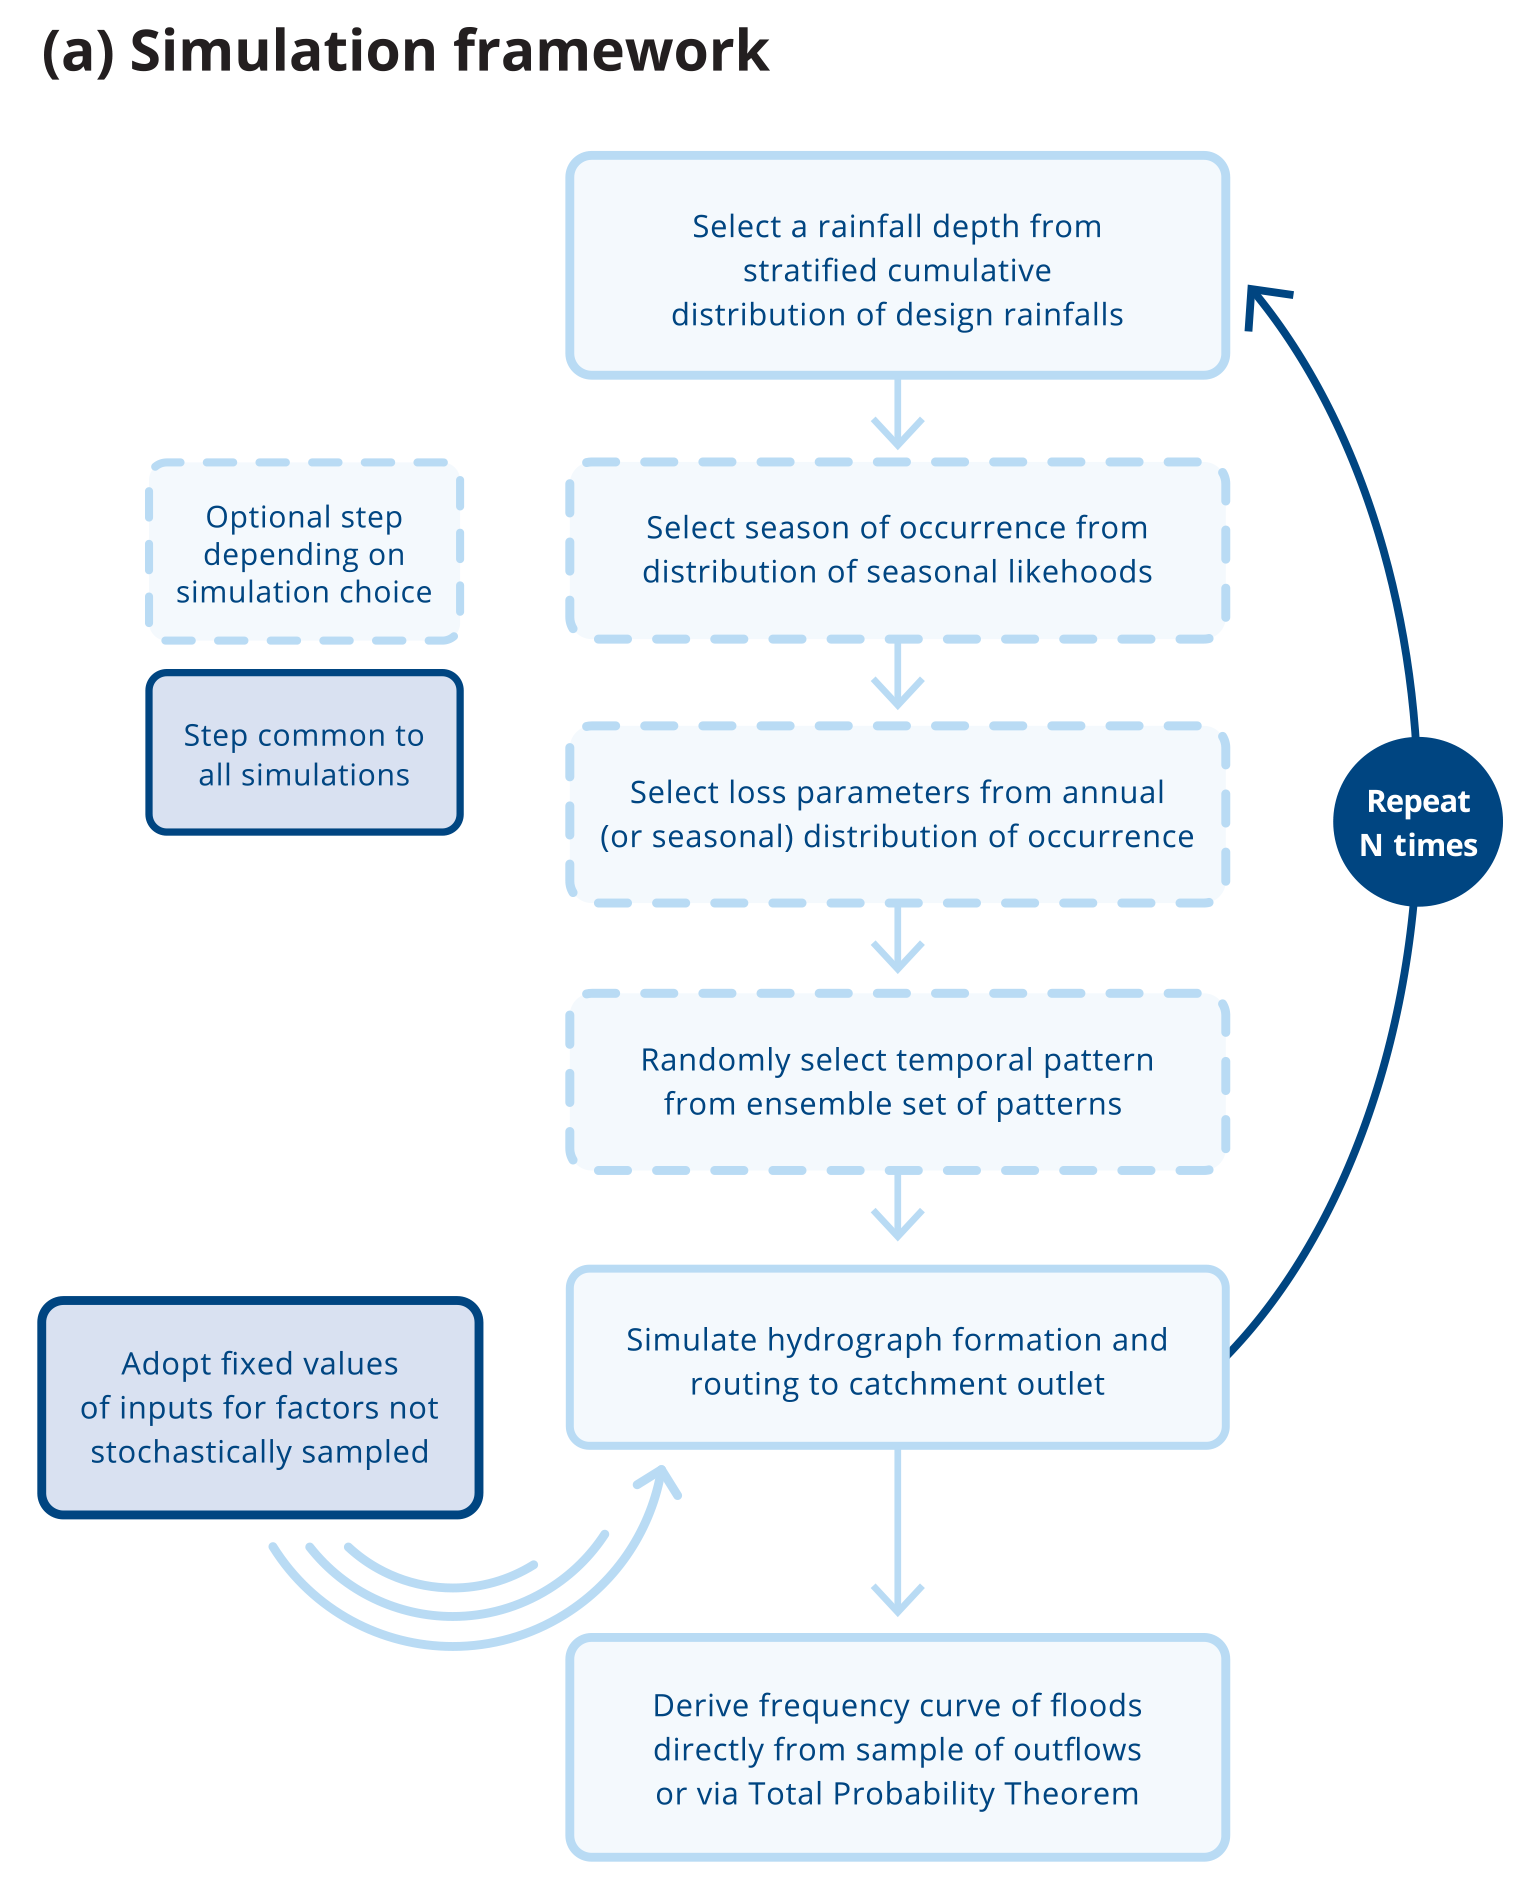 (a) Simulation framework
Select a rainfall depth from
stratified cumulative
distribution of design rainfalls
Optional step
depending on
simulation choice
Select season of occurrence from
distribution of seasonal likehoods
Step common to
all simulations
Select loss parameters from annual
(or seasonal) distribution of occurrence
Repeat
N times
Randomly select temporal pattern
from ensemble set of patterns
Simulate hydrograph formation and
routing to catchment outlet
Adopt fixed values
of inputs for factors not
stochastically sampled
Derive frequency curve of floods
directly from sample of outflows
or via Total Probability Theorem